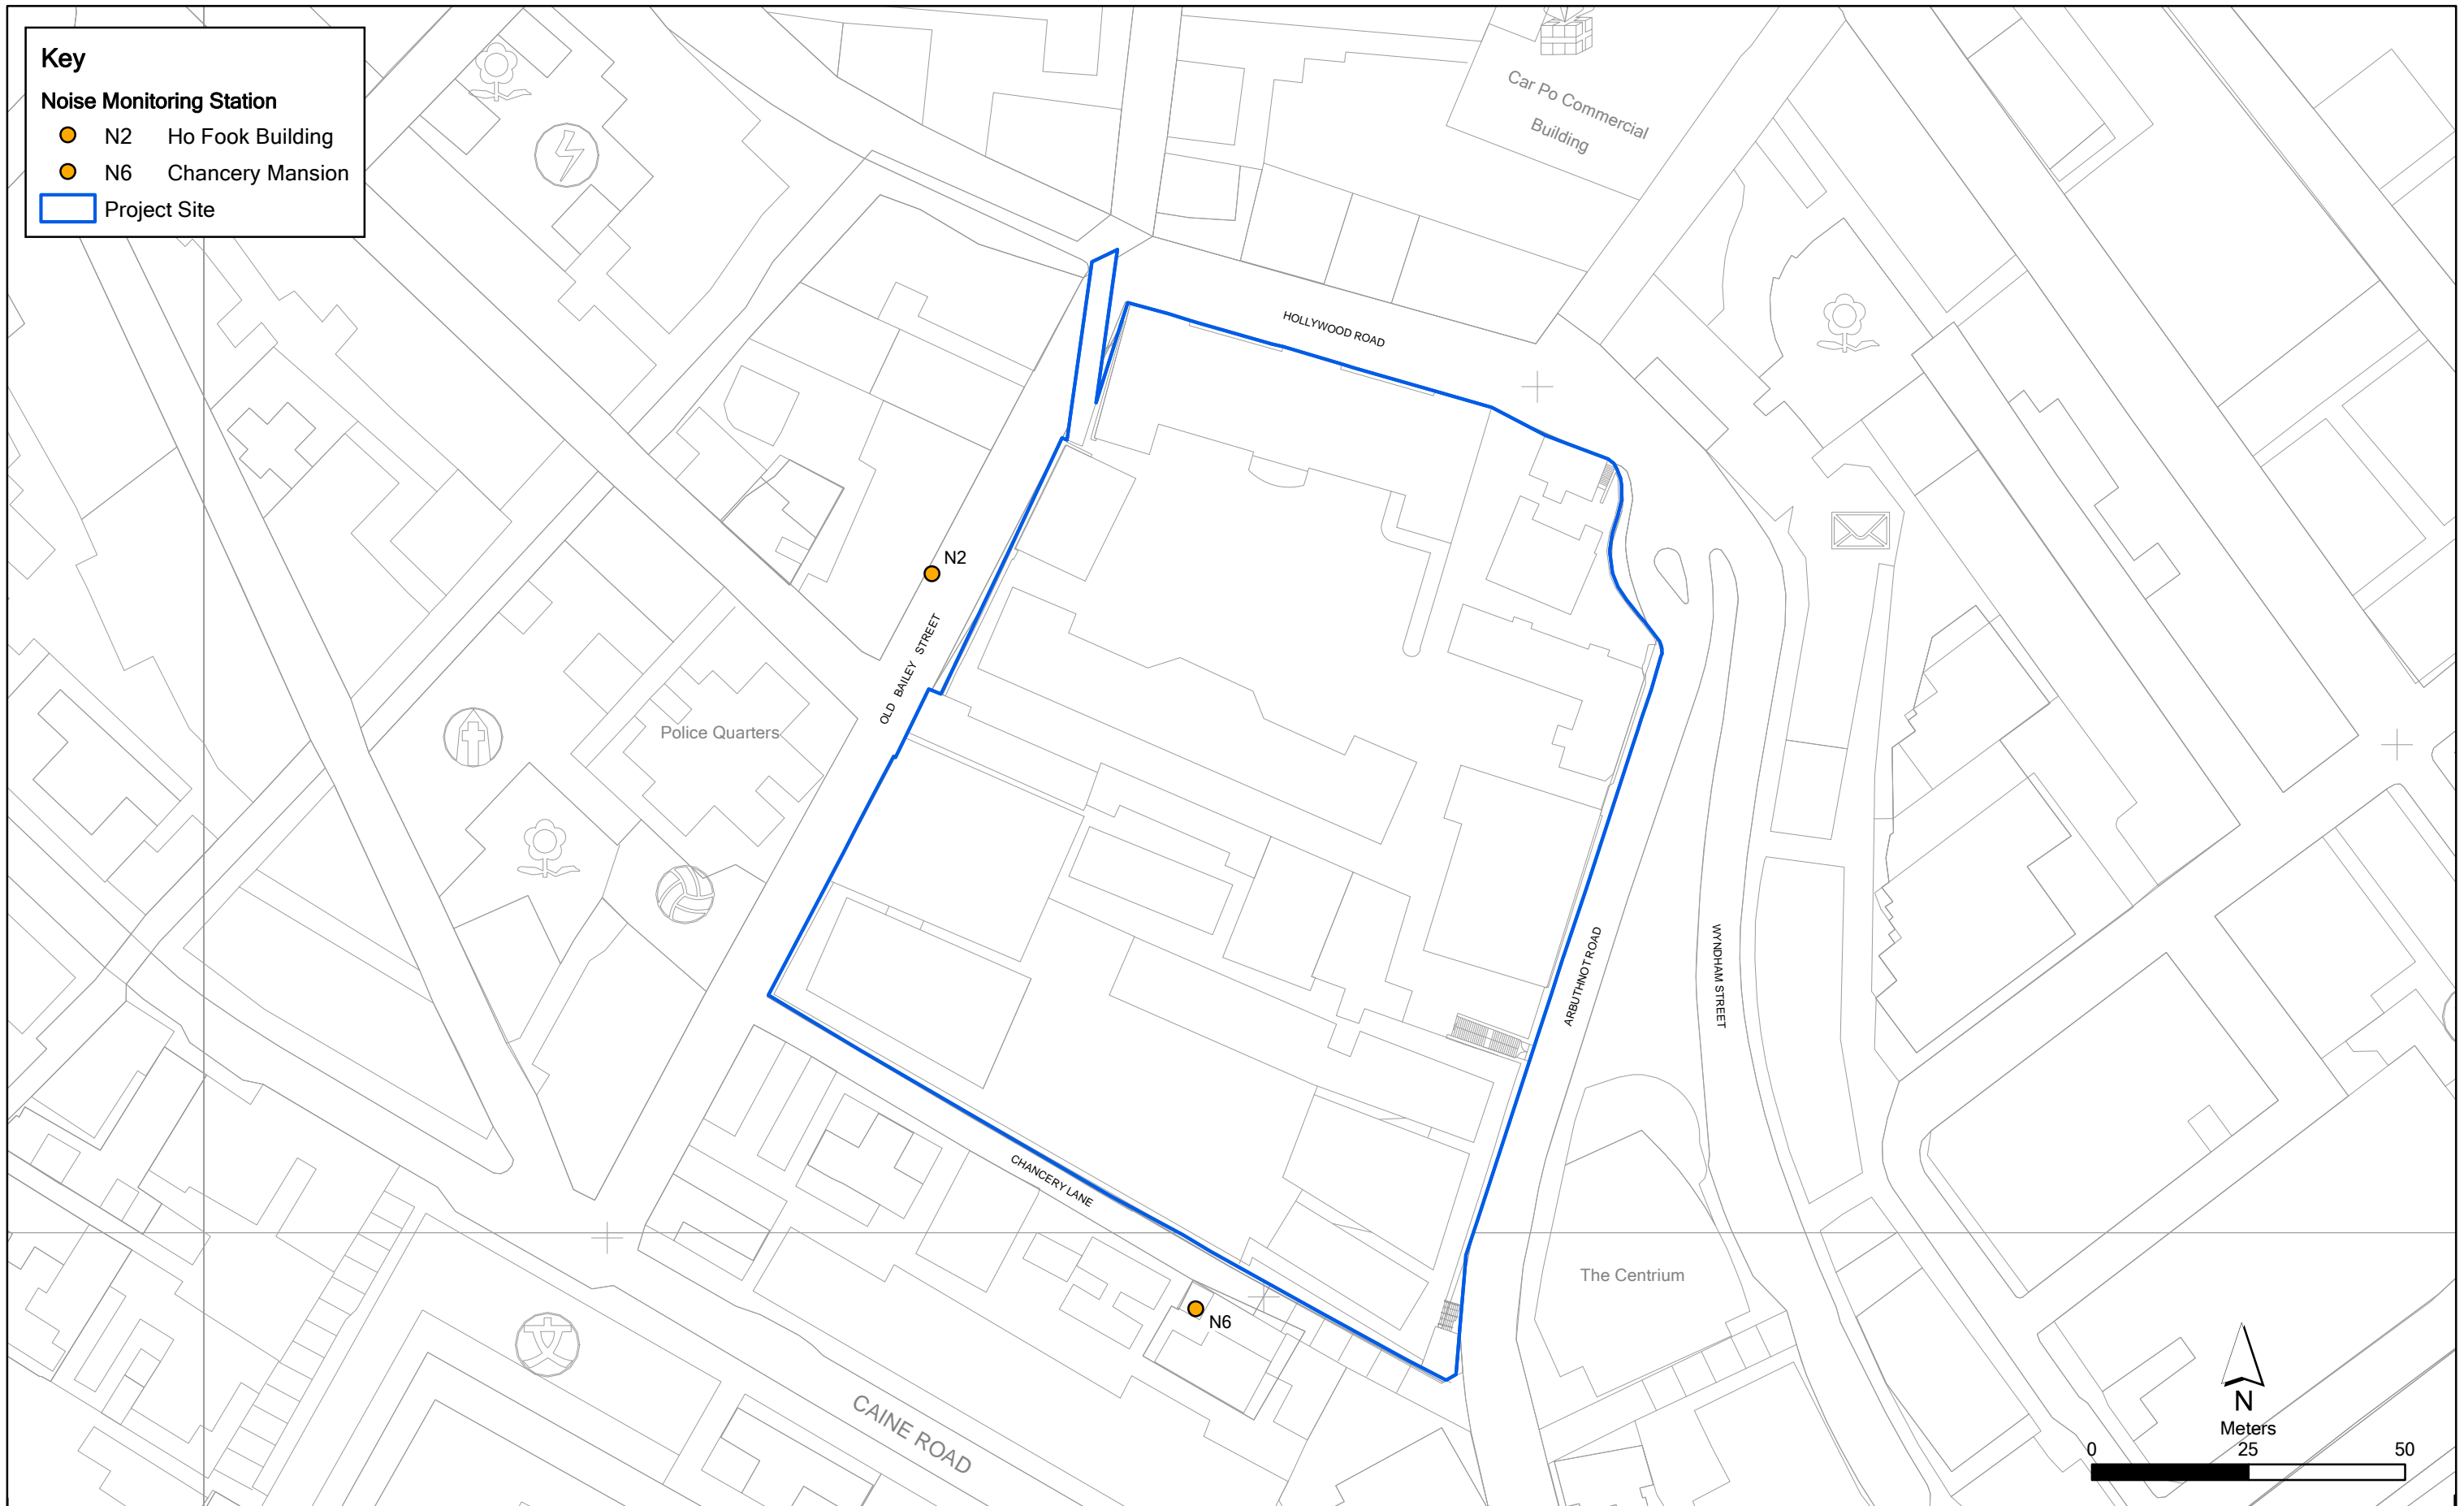 Key
Noise Monitoring Station
N2 Ho Fook Building
N6 Chancery Mansion
Project Site
Car Po Commercial
Building
HOLLYWOOD ROAD
N2
OLD BAILEY STREET
Police Quarters
ARBUTHNOT ROAD
WYNDHAM STREET
CHANCERY LANE
The Centrium
N6
CAINE ROAD
N
Meters
0 25 50